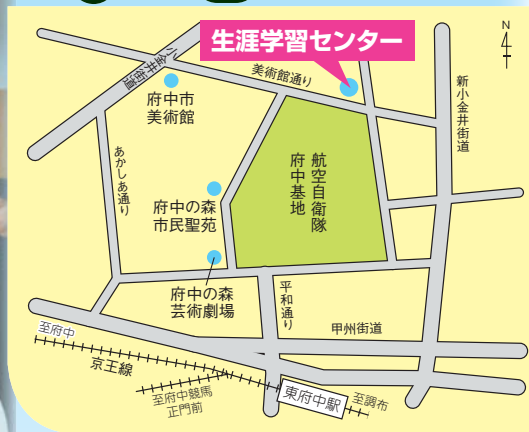 生涯学習センター
N
小金井街道
美術館通り
新小金井街道
府中市
美術館
あかしあ通り
航空自衛隊
府中基地
府中の森
市民聖苑
府中の森
芸術劇場
平和通り
甲州街道
至府中
京王線
至府中競馬
正門前
東府中駅
至調布